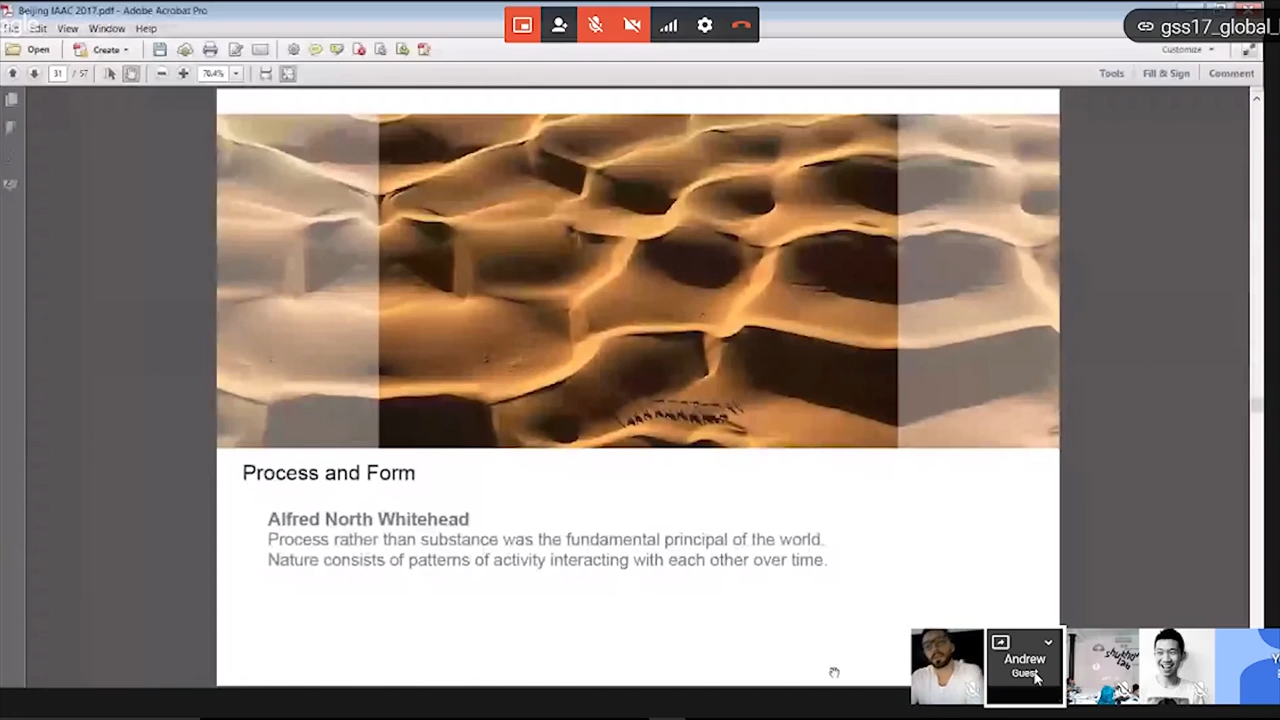 Beijing IAAC 2017.pdf - Adobe Acrobat Pro
Edit View Window Help
gss17_global_
Open Create
Customize
31 / 57 70.4%
Tools Fill & Sign Comment
Process and Form
Alfred North Whitehead
Process rather than substance was the fundamental principal of the world.
Nature consists of patterns of activity interacting with each other over time.
Andrew
Guest